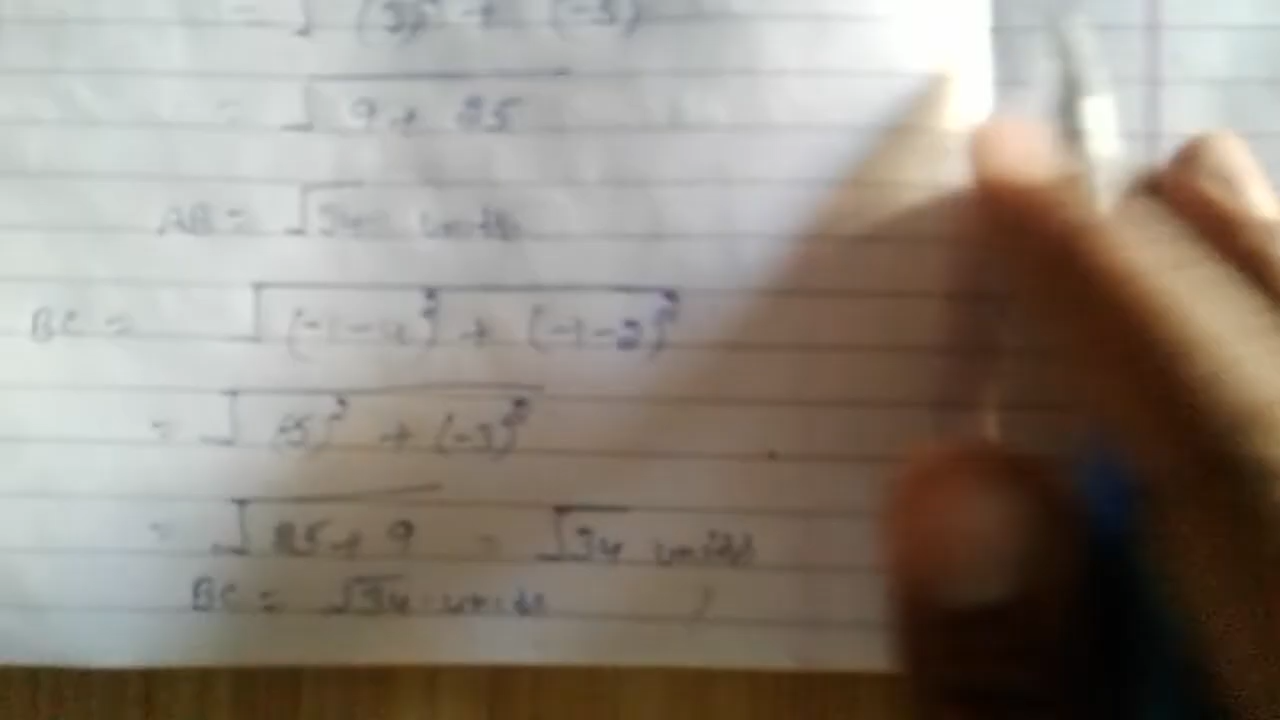 = √(3)² + (-5)
= √9 + 25
AB = √34 units
BC = √(-1-4)² + (-1-2)²
= √(5)² + (-3)²
= √25+9 = √34 units
BC = √34 units